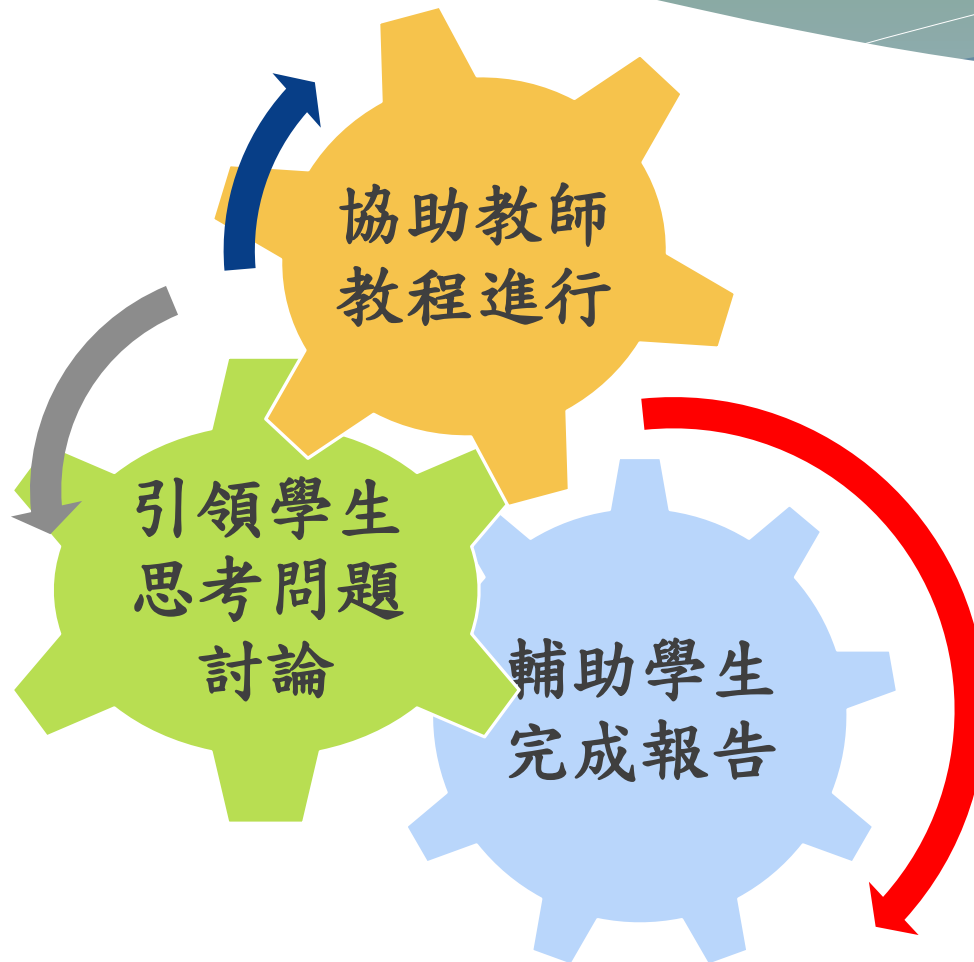 協助教師
教程進行
引領學生
思考問題
討論
輔助學生
完成報告